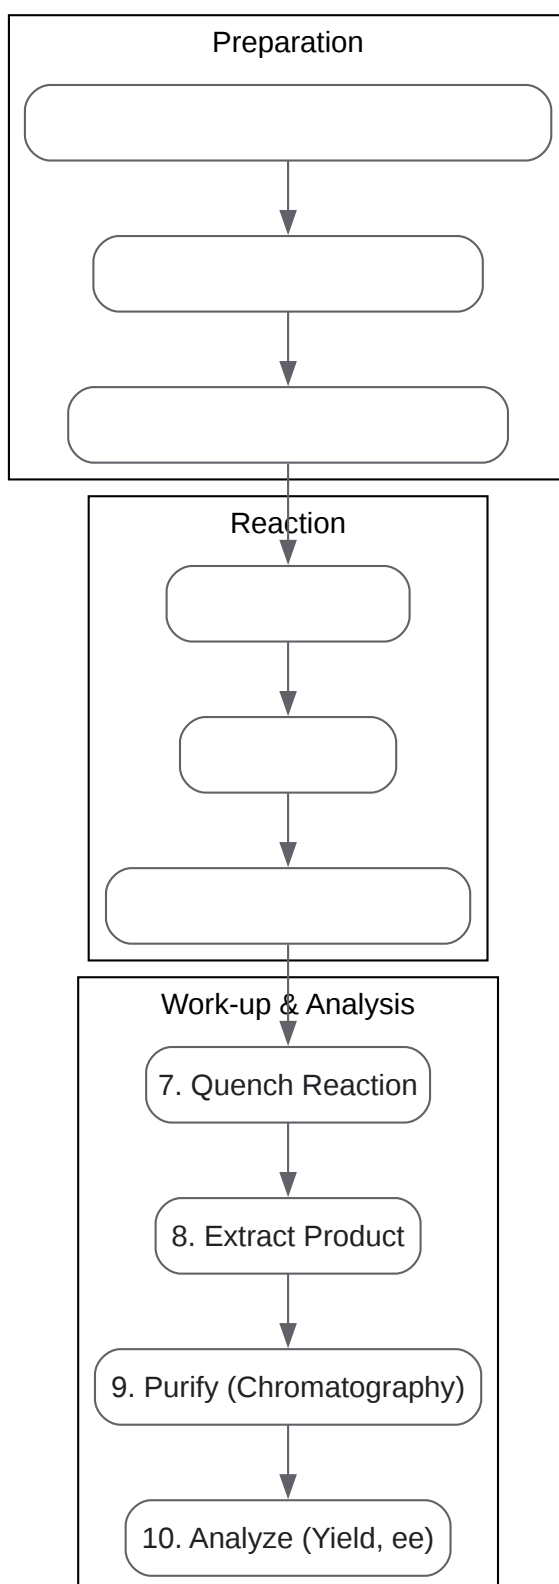 Preparation
Reaction
Work-up & Analysis
7. Quench Reaction
8. Extract Product
9. Purify (Chromatography)
10. Analyze (Yield, ee)